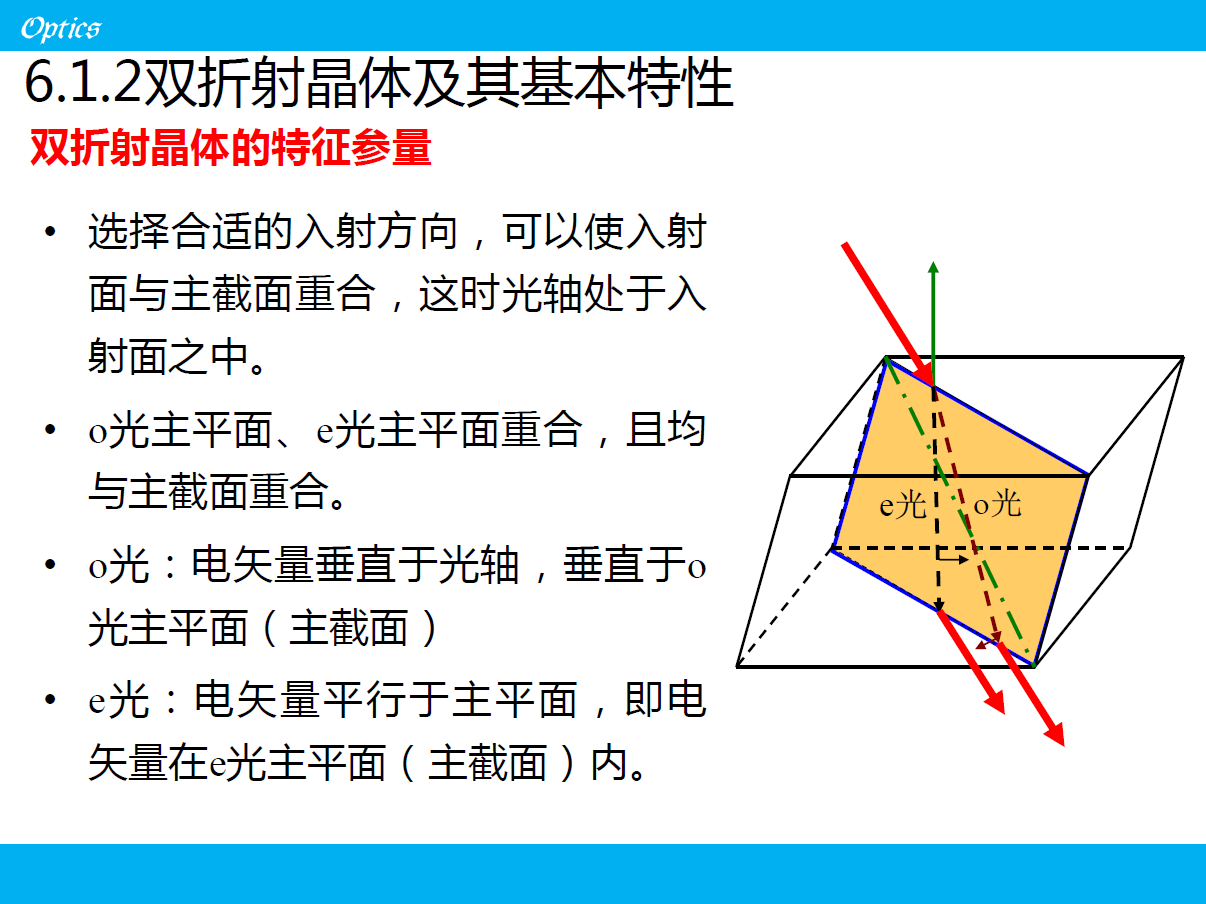 Optics
6.1.2双折射晶体及其基本特性
双折射晶体的特征参量
• 选择合适的入射方向，可以使入射
面与主截面重合，这时光轴处于入
射面之中。
• o光主平面、e光主平面重合，且均
与主截面重合。
• o光：电矢量垂直于光轴，垂直于o
光主平面（主截面）
• e光：电矢量平行于主平面，即电
矢量在e光主平面（主截面）内。
e光
o光